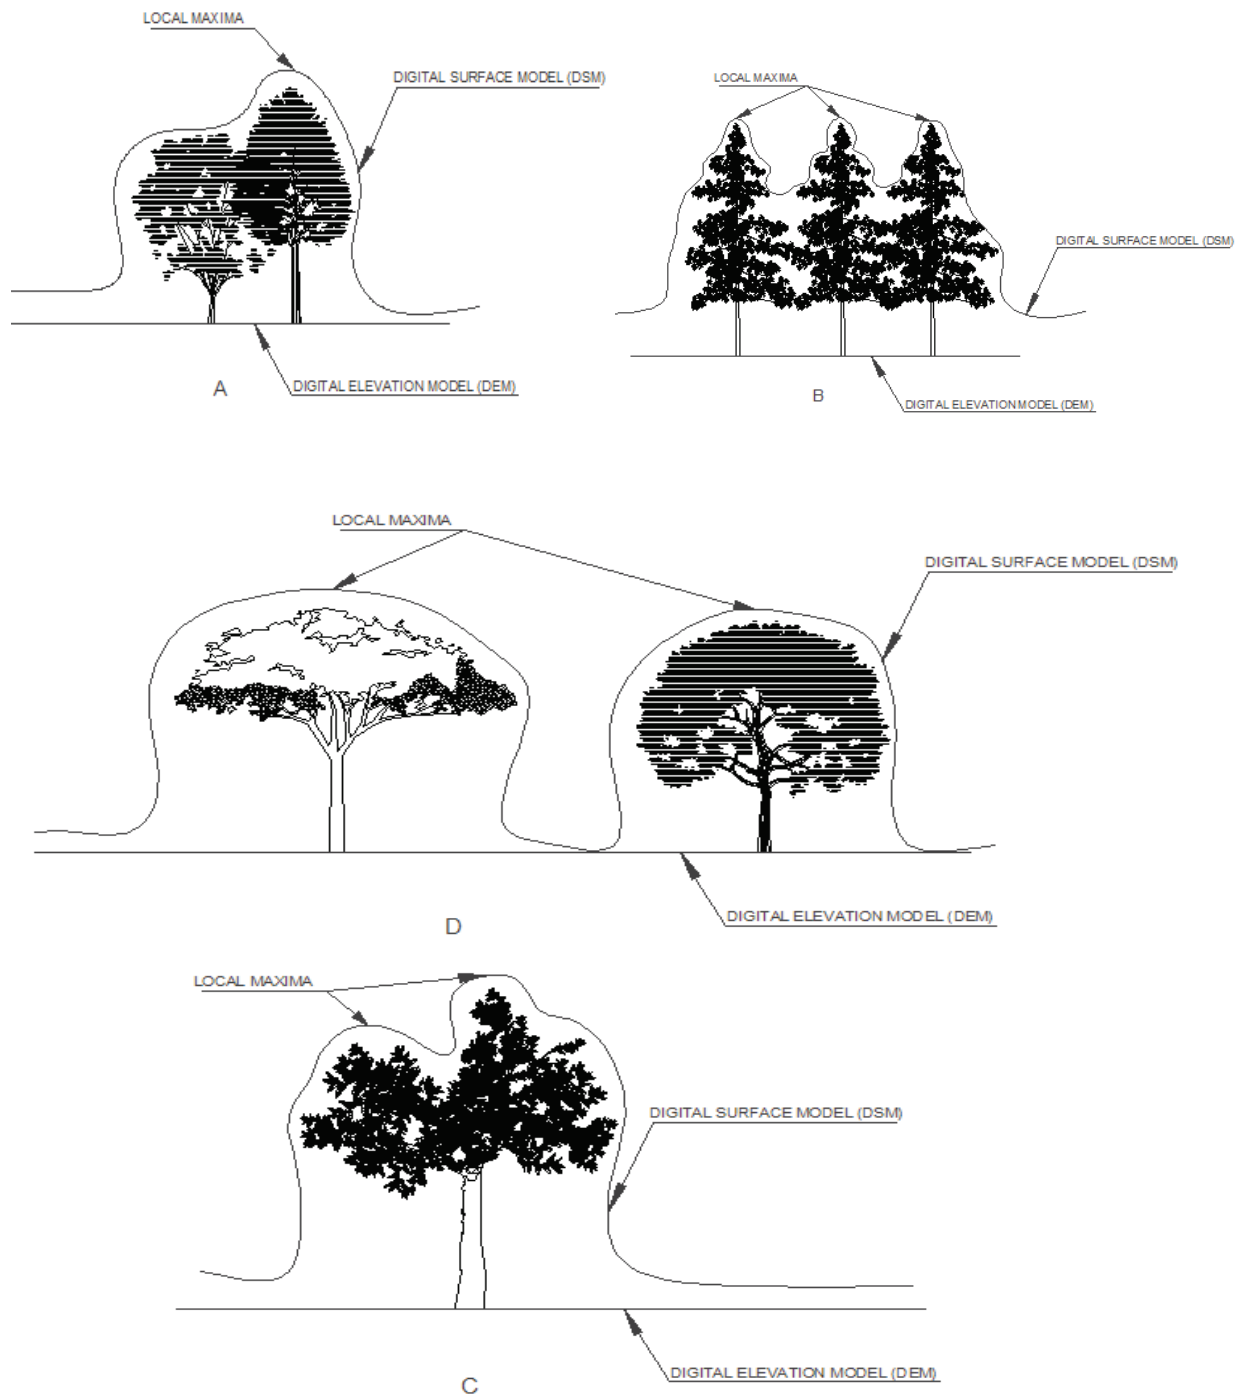 LOCAL MAXIMA
DIGITAL SURFACE MODEL (DSM)
DIGITAL ELEVATION MODEL (DEM)
A
LOCAL MAXIMA
DIGITAL SURFACE MODEL (DSM)
DIGITAL ELEVATION MODEL (DEM)
B
LOCAL MAXIMA
DIGITAL SURFACE MODEL (DSM)
DIGITAL ELEVATION MODEL (DEM)
D
LOCAL MAXIMA
DIGITAL SURFACE MODEL (DSM)
DIGITAL ELEVATION MODEL (DEM)
C